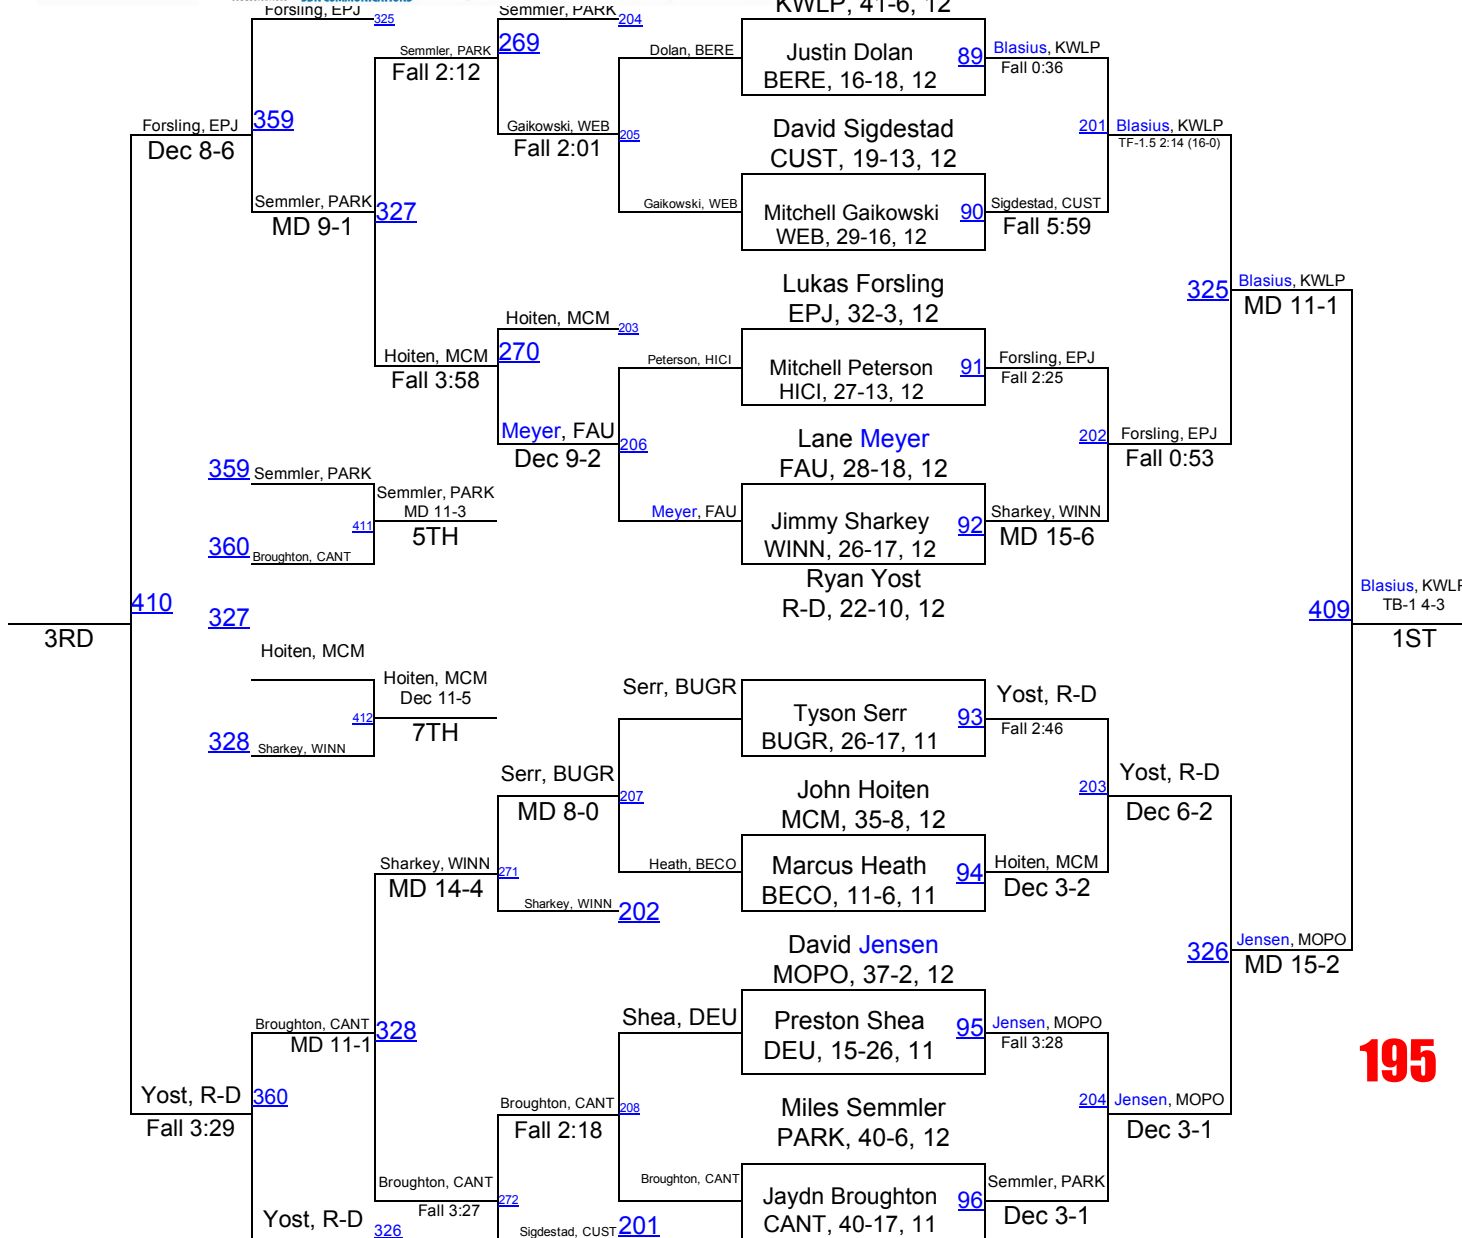 Forsling, EPJ
325
Semmler, PARK
204
KWLP, 41-6, 12
Semmler, PARK
269
Fall 2:12
Dolan, BERE
Justin Dolan
BERE, 16-18, 12
89
Blasius, KWLP
Fall 0:36
Forsling, EPJ
359
Dec 8-6
Gaikowski, WEB
205
Fall 2:01
David Sigdestad
CUST, 19-13, 12
201
Blasius, KWLP
TF-1.5 2:14 (16-0)
Semmler, PARK
327
MD 9-1
Gaikowski, WEB
Mitchell Gaikowski
WEB, 29-16, 12
90
Sigdestad, CUST
Fall 5:59
Lukas Forsling
EPJ, 32-3, 12
325
Blasius, KWLP
MD 11-1
Hoiten, MCM
203
Hoiten, MCM
270
Fall 3:58
Peterson, HICI
Mitchell Peterson
HICI, 27-13, 12
91
Forsling, EPJ
Fall 2:25
Meyer, FAU
206
Dec 9-2
Lane Meyer
FAU, 28-18, 12
202
Forsling, EPJ
Fall 0:53
359
Semmler, PARK
Semmler, PARK
MD 11-3
411
5TH
360
Broughton, CANT
Meyer, FAU
Jimmy Sharkey
WINN, 26-17, 12
92
Sharkey, WINN
MD 15-6
Ryan Yost
R-D, 22-10, 12
410
3RD
327
Hoiten, MCM
409
Blasius, KWLP
TB-1 4-3
1ST
Hoiten, MCM
Dec 11-5
412
7TH
328
Sharkey, WINN
Serr, BUGR
Tyson Serr
BUGR, 26-17, 11
93
Yost, R-D
Fall 2:46
Serr, BUGR
207
MD 8-0
John Hoiten
MCM, 35-8, 12
203
Yost, R-D
Dec 6-2
Sharkey, WINN
271
MD 14-4
Heath, BECO
Marcus Heath
BECO, 11-6, 11
94
Hoiten, MCM
Dec 3-2
Sharkey, WINN
202
David Jensen
MOPO, 37-2, 12
326
Jensen, MOPO
MD 15-2
Broughton, CANT
328
MD 11-1
Shea, DEU
Preston Shea
DEU, 15-26, 11
95
Jensen, MOPO
Fall 3:28
195
Yost, R-D
360
Fall 3:29
Broughton, CANT
208
Fall 2:18
Miles Semmler
PARK, 40-6, 12
204
Jensen, MOPO
Dec 3-1
Broughton, CANT
272
Fall 3:27
Broughton, CANT
Jaydn Broughton
CANT, 40-17, 11
96
Semmler, PARK
Dec 3-1
Yost, R-D
326
Sigdestad, CUST
201